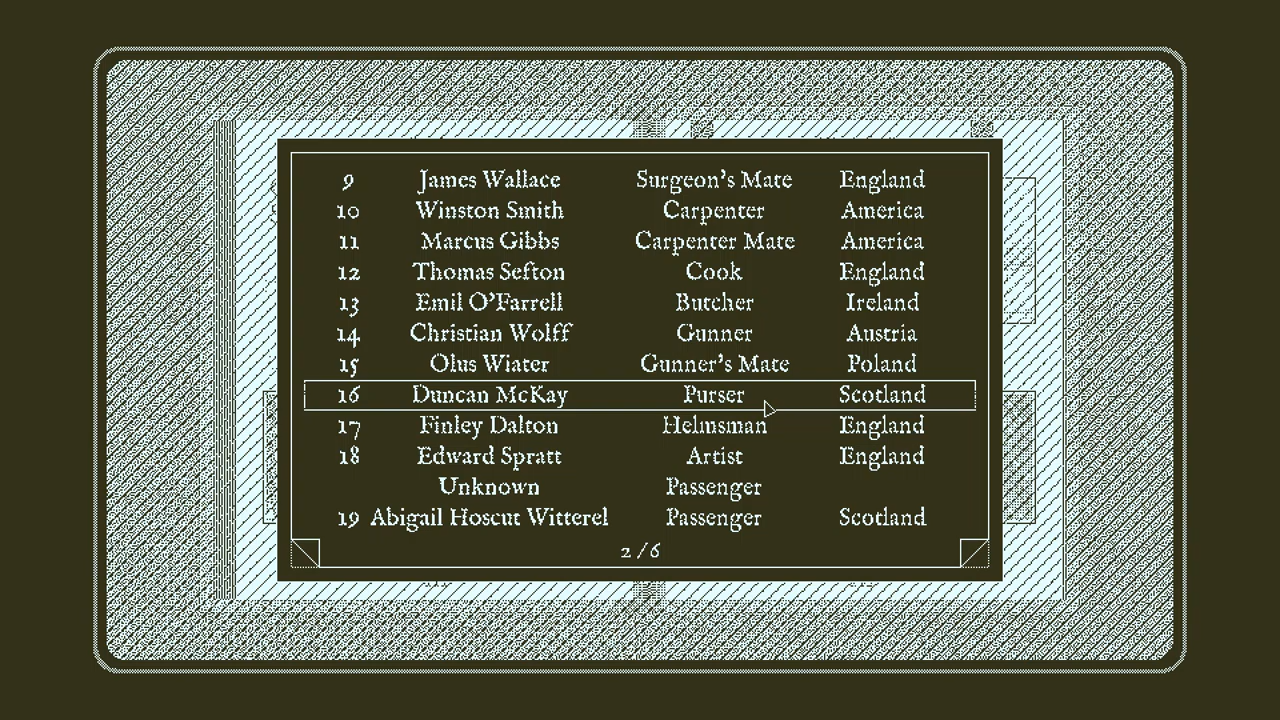 9 James Wallace Surgeon's Mate England
10 Winston Smith Carpenter America
11 Marcus Gibbs Carpenter Mate America
12 Thomas Sefton Cook England
13 Emil O'Farrell Butcher Ireland
14 Christian Wolff Gunner Austria
15 Olus Wiater Gunner's Mate Poland
16 Duncan McKay Purser Scotland
17 Finley Dalton Helmsman England
18 Edward Spratt Artist England
Unknown Passenger
19 Abigail Hoscut Witterel Passenger Scotland
2 / 6